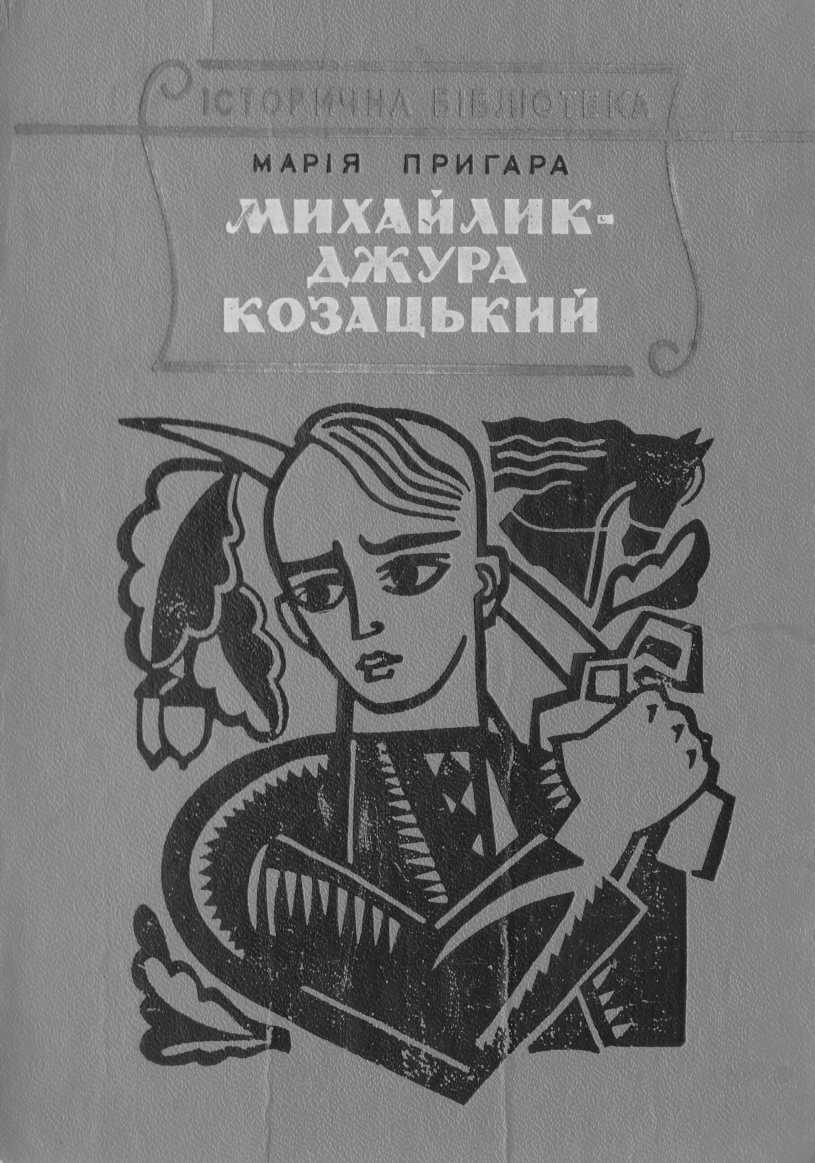 ІСТОРИЧНА БІБЛІОТЕКА
МАРІЯ ПРИГАРА
МИХАЙЛИК-
ДЖУРА
КОЗАЦЬКИЙ